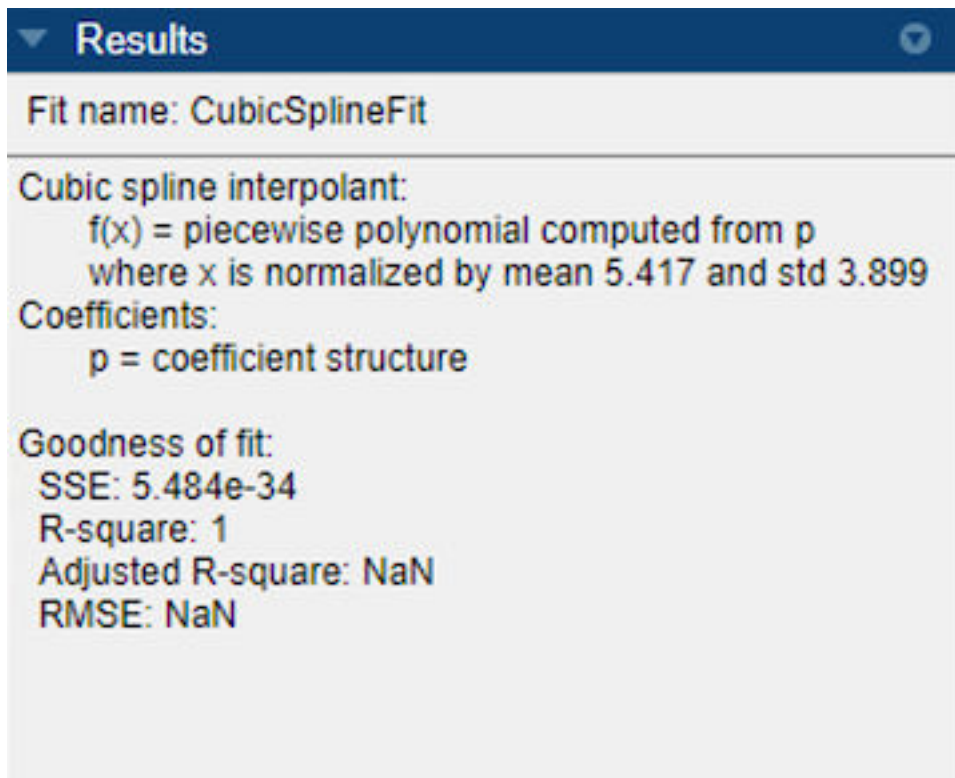 Results
Fit name: CubicSplineFit
Cubic spline interpolant:
f(x) = piecewise polynomial computed from p
where x is normalized by mean 5.417 and std 3.899
Coefficients:
p = coefficient structure
Goodness of fit:
SSE: 5.484e-34
R-square: 1
Adjusted R-square: NaN
RMSE: NaN